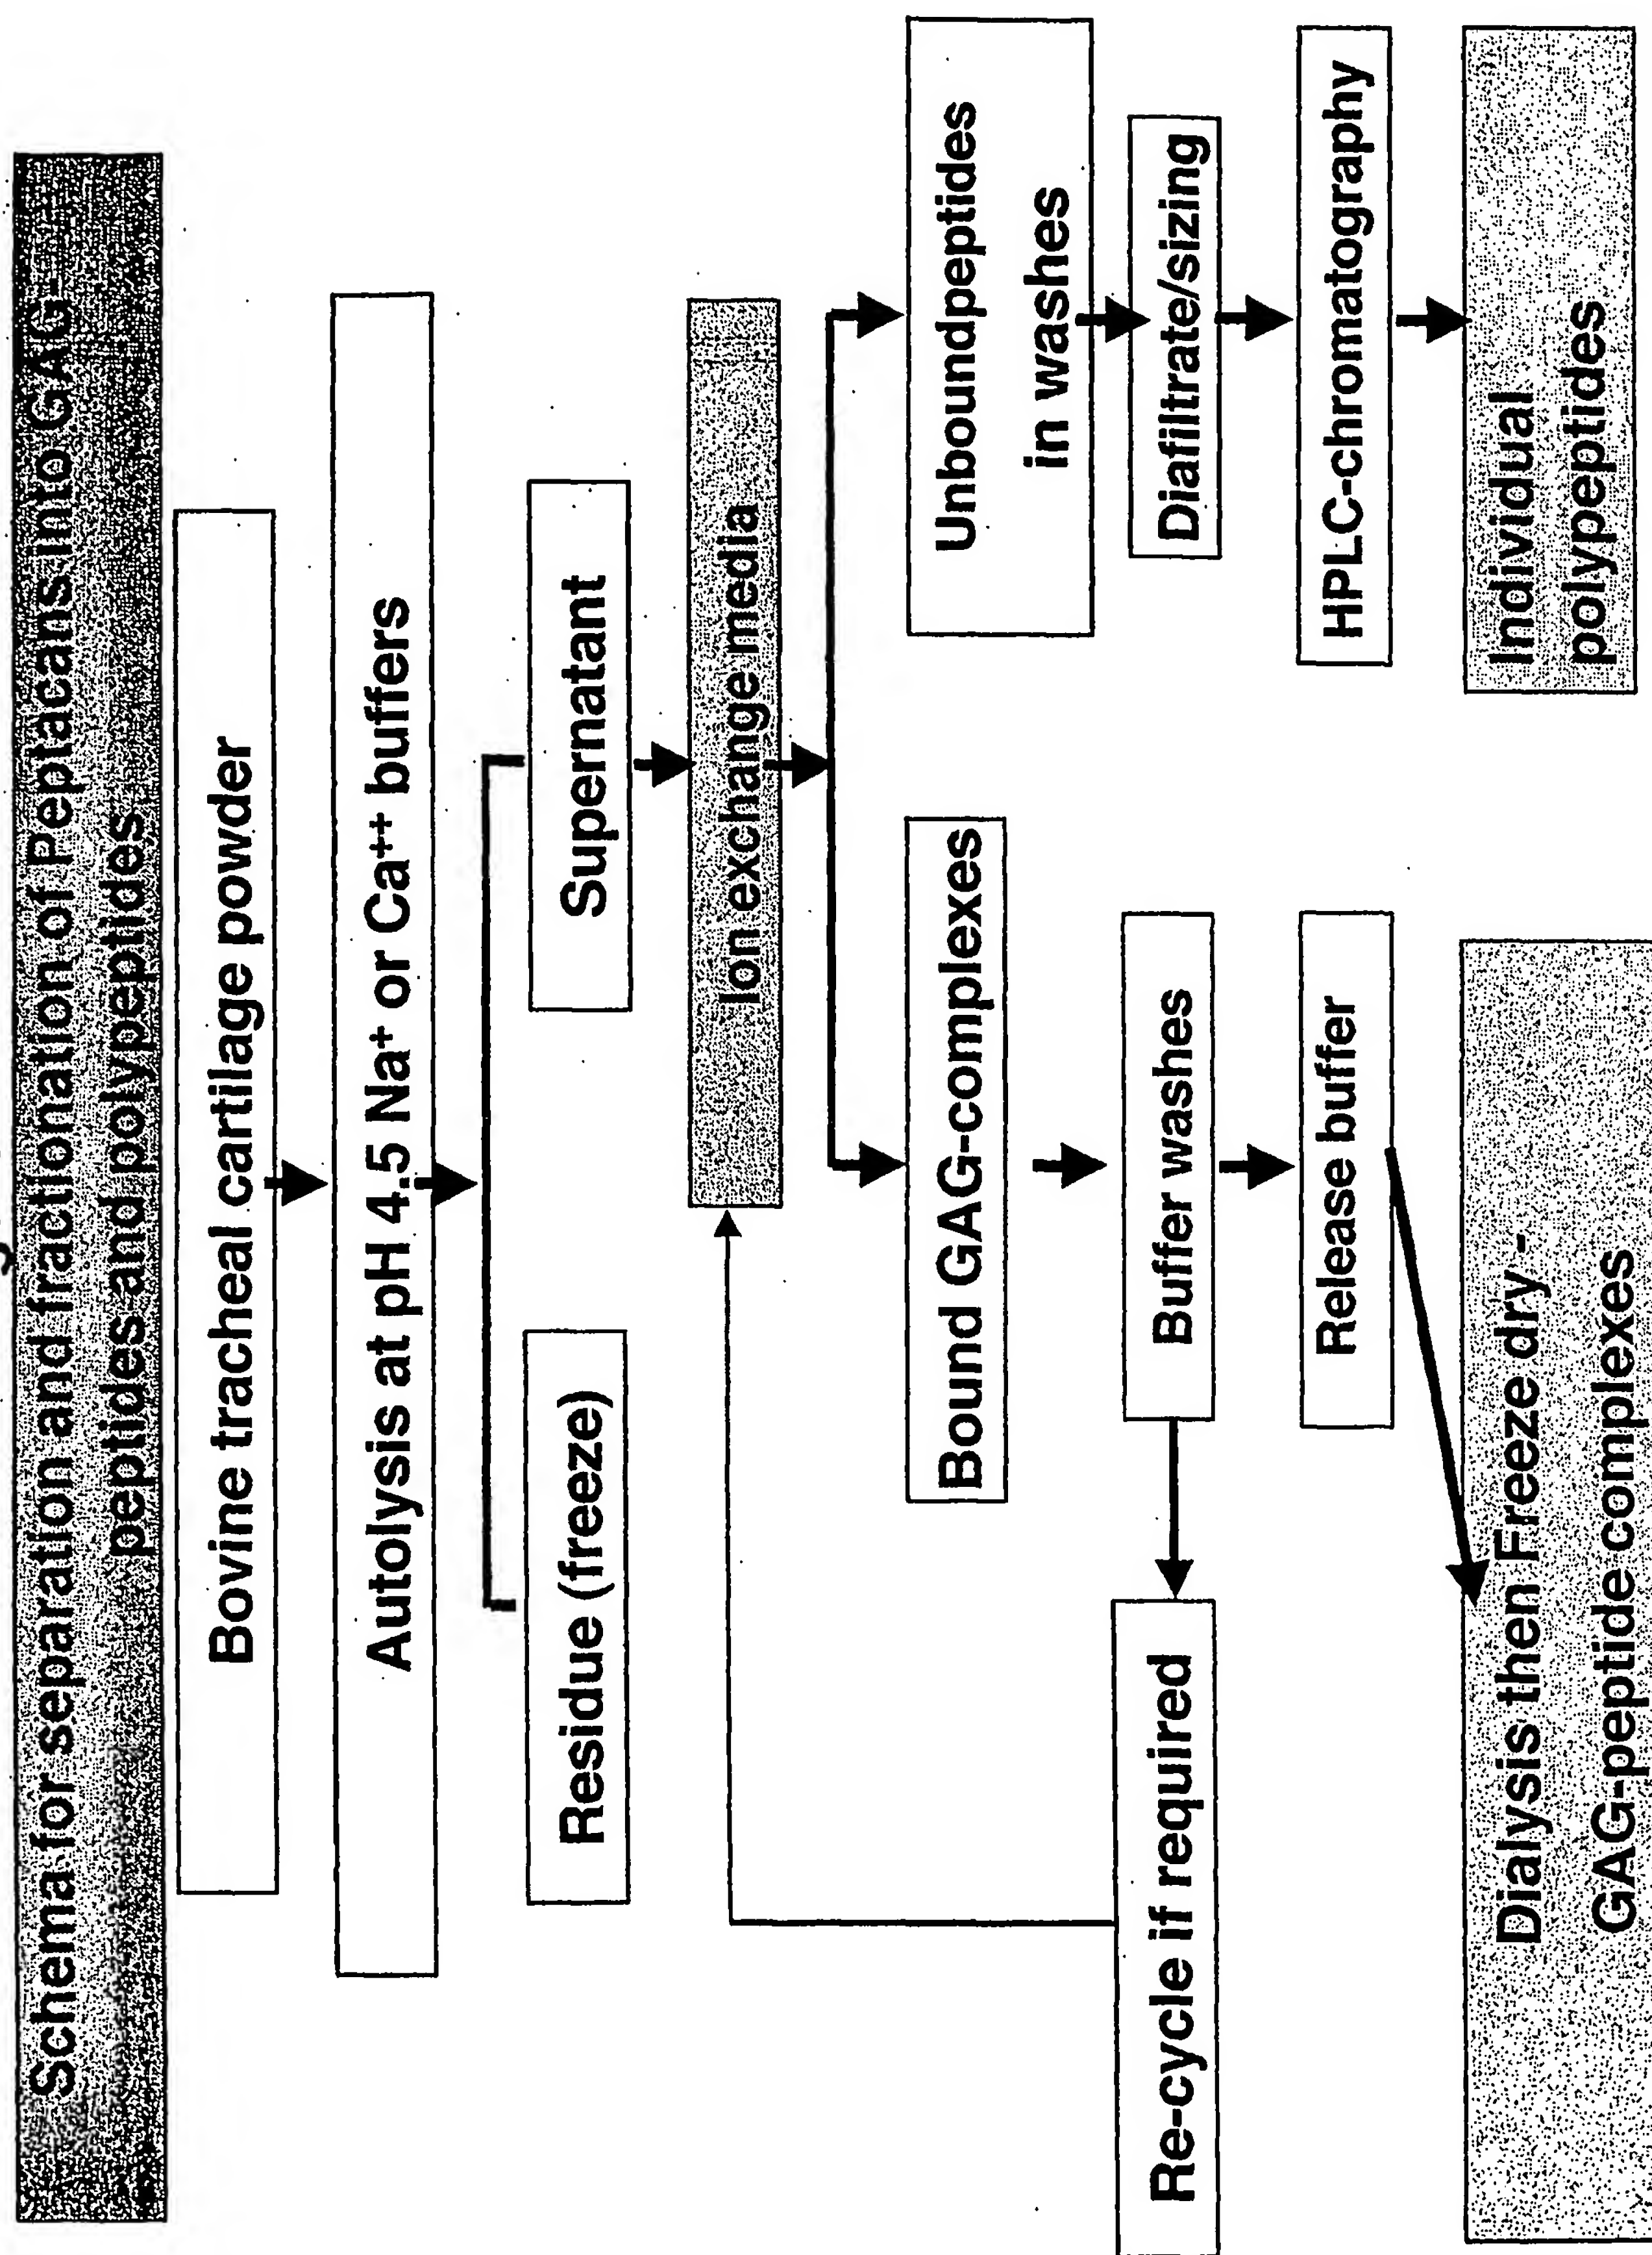 Schema for separation and fractionation of Peptacans into GAG-
peptides and polypeptides
Bovine tracheal cartilage powder
Autolysis at pH 4.5 Na⁺ or Ca⁺⁺ buffers
Residue (freeze)
Supernatant
Ion exchange media
Bound GAG-complexes
Unboundpeptides
in washes
Re-cycle if required
Buffer washes
Diafiltrate/sizing
Release buffer
HPLC-chromatography
Dialysis then Freeze dry -
GAG-peptide complexes
Individual
polypeptides